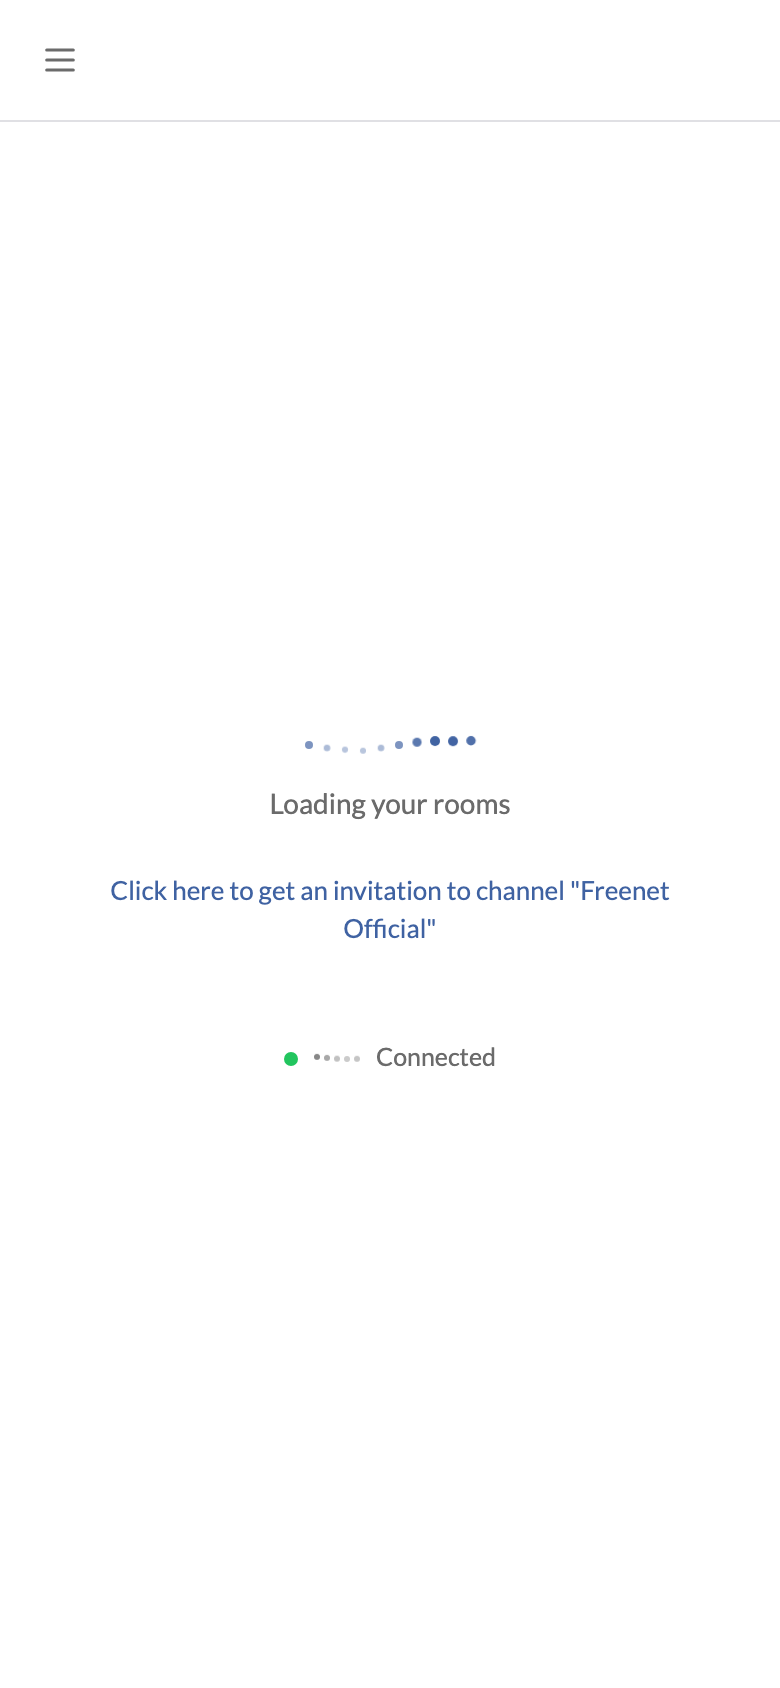 Loading your rooms
Click here to get an invitation to channel "Freenet
Official"
Connected